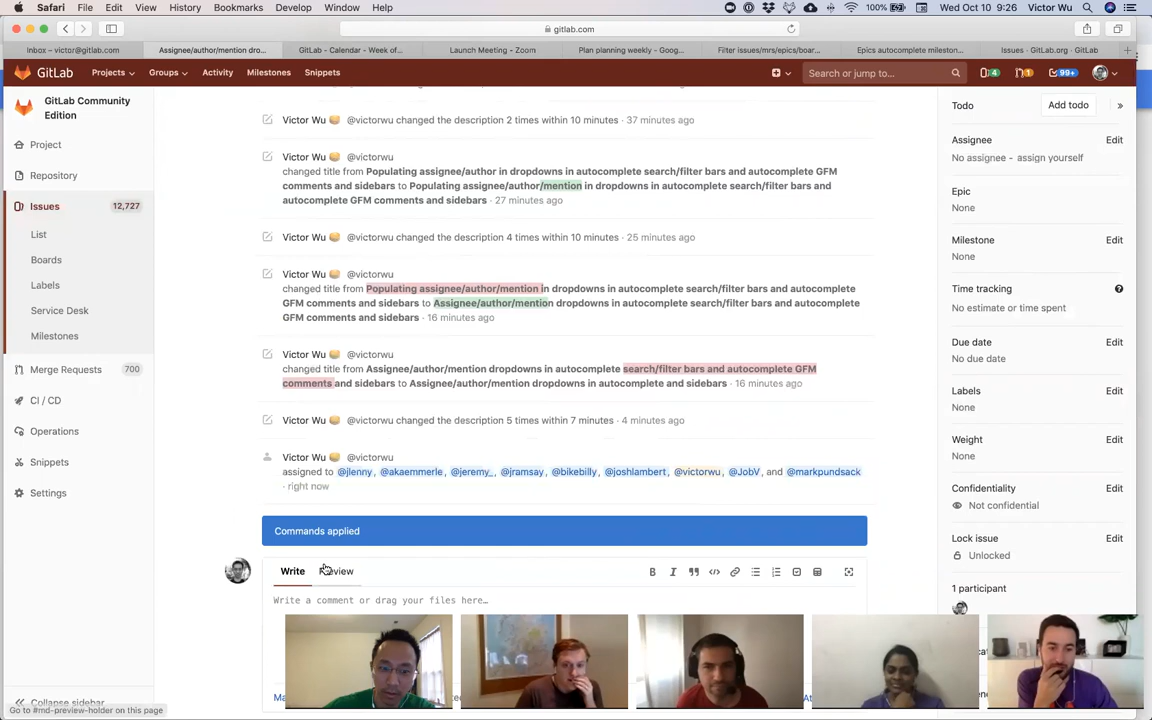 Safari File Edit View History Bookmarks Develop Window Help 100% Wed Oct 10 9:26 Victor Wu
gitlab.com
Inbox – victor@gitlab.com Assignee/author/mention dro... GitLab - Calendar - Week of... Launch Meeting - Zoom Plan planning weekly - Goog... Filter issues/mrs/epics/boar... Epics autocomplete mileston... Issues · GitLab.org · GitLab
GitLab Projects Groups Activity Milestones Snippets Search or jump to... 4 1 99+
GitLab Community
Edition
Project
Repository
Issues 12,727
List
Boards
Labels
Service Desk
Milestones
Merge Requests 700
CI / CD
Operations
Snippets
Settings
Collapse sidebar
Go to #md-preview-holder on this page
Victor Wu @victorwu changed the description 2 times within 10 minutes · 37 minutes ago
Victor Wu @victorwu
changed title from Populating assignee/author in dropdowns in autocomplete search/filter bars and autocomplete GFM
comments and sidebars to Populating assignee/author/mention in dropdowns in autocomplete search/filter bars and
autocomplete GFM comments and sidebars · 27 minutes ago
Victor Wu @victorwu changed the description 4 times within 10 minutes · 25 minutes ago
Victor Wu @victorwu
changed title from Populating assignee/author/mention in dropdowns in autocomplete search/filter bars and autocomplete
GFM comments and sidebars to Assignee/author/mention dropdowns in autocomplete search/filter bars and autocomplete
GFM comments and sidebars · 16 minutes ago
Victor Wu @victorwu
changed title from Assignee/author/mention dropdowns in autocomplete search/filter bars and autocomplete GFM
comments and sidebars to Assignee/author/mention dropdowns in autocomplete and sidebars · 16 minutes ago
Victor Wu @victorwu changed the description 5 times within 7 minutes · 4 minutes ago
Victor Wu @victorwu
assigned to @jlenny, @akaemmerle, @jeremy_, @jramsay, @bikebilly, @joshlambert, @victorwu, @JobV, and @markpundsack
· right now
Commands applied
Write Preview
Write a comment or drag your files here...
Todo Add todo »
Assignee Edit
No assignee - assign yourself
Epic
None
Milestone Edit
None
Time tracking
No estimate or time spent
Due date Edit
No due date
Labels Edit
None
Weight Edit
None
Confidentiality Edit
Not confidential
Lock issue Edit
Unlocked
1 participant